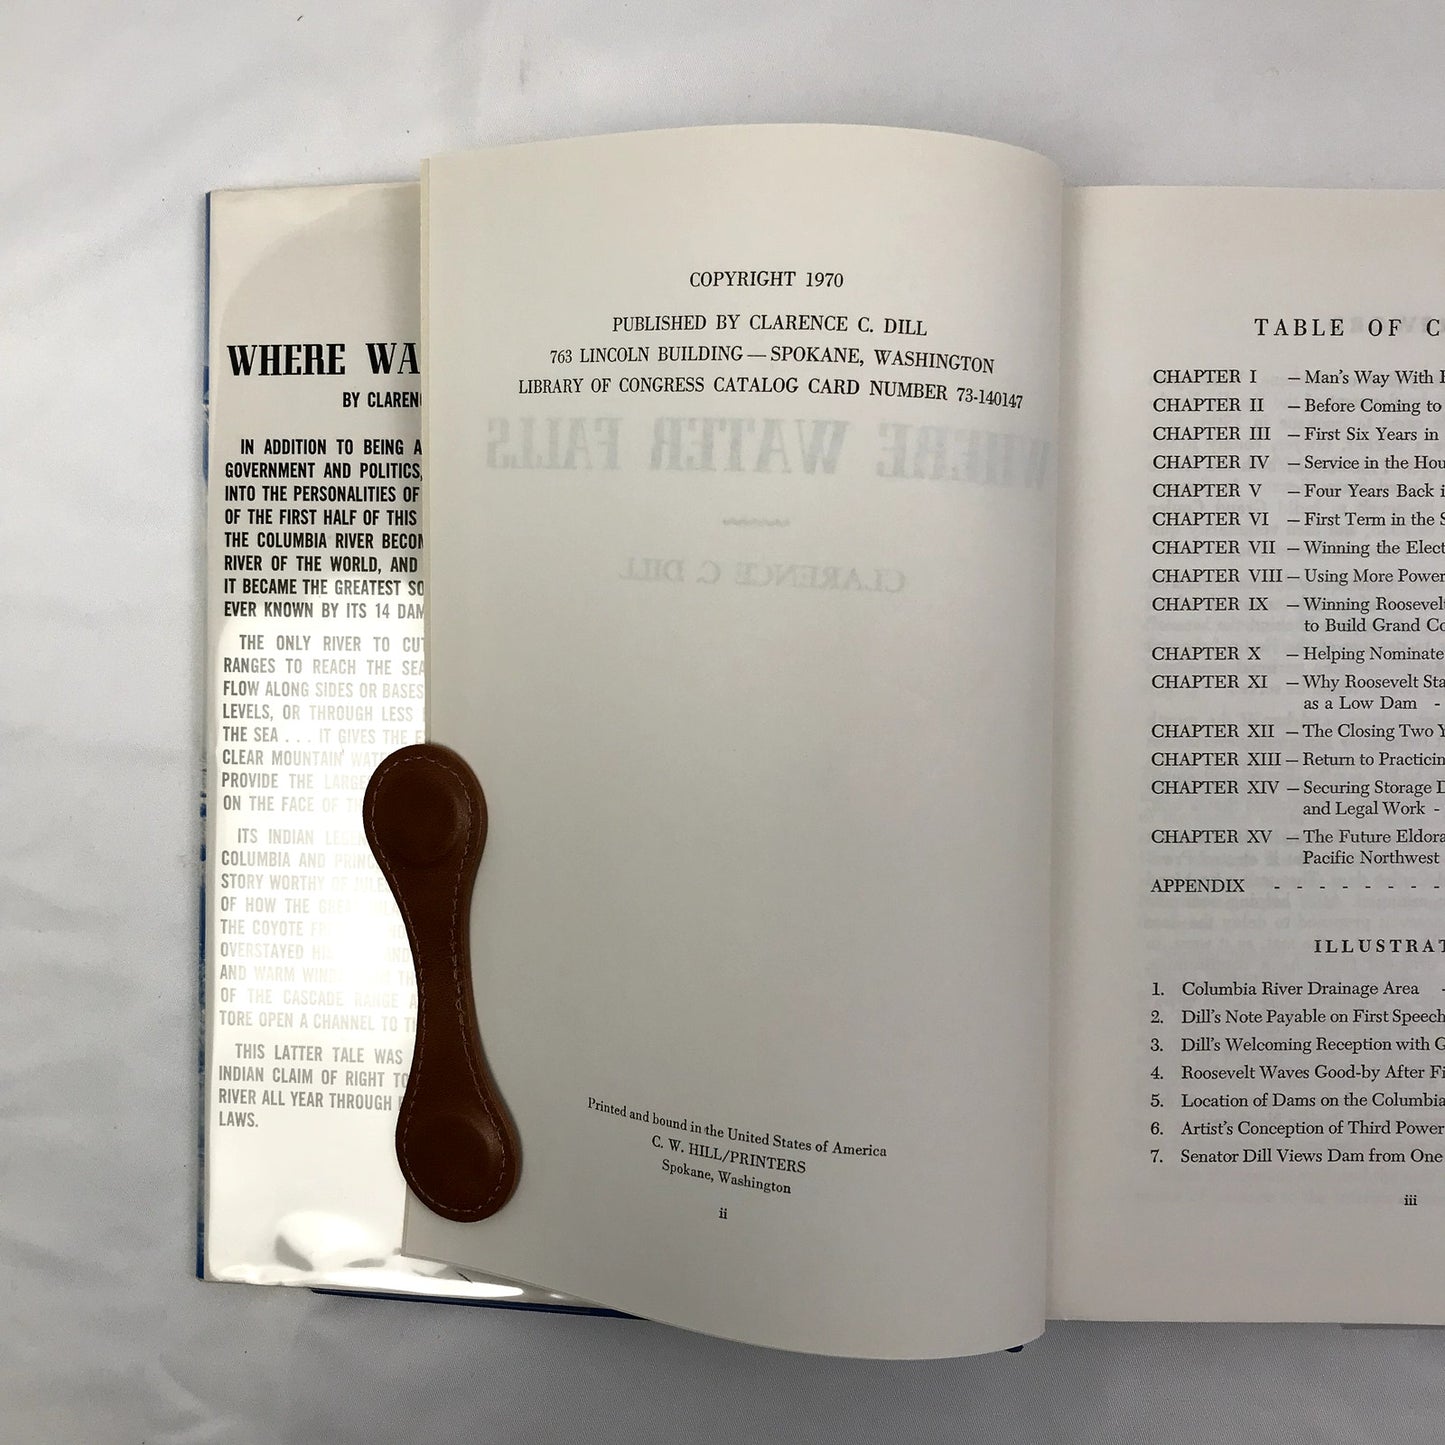 WHERE WA
BY CLAREN
IN ADDITION TO BEING A
GOVERNMENT AND POLITICS,
INTO THE PERSONALITIES OF
OF THE FIRST HALF OF THIS
THE COLUMBIA RIVER BECOM
RIVER OF THE WORLD, AND
IT BECAME THE GREATEST SO
EVER KNOWN BY ITS 14 DAM
THE ONLY RIVER TO CUT
RANGES TO REACH THE SEA
FLOW ALONG SIDES OR BASES
LEVELS, OR THROUGH LESS
THE SEA . . . IT GIVES THE
CLEAR MOUNTAIN WATE
PROVIDE THE LARGE
ON THE FACE OF T
ITS INDIAN LEGEN
COLUMBIA AND PRINC
STORY WORTHY OF
OF HOW THE GREAT
THE COYOTE
OVERSTAYED
AND WARM WIND
OF THE CASCADE RANGE A
TORE OPEN A CHANNEL TO T
THIS LATTER TALE WAS
INDIAN CLAIM OF RIGHT TO
RIVER ALL YEAR THROUGH
LAWS.
COPYRIGHT 1970
PUBLISHED BY CLARENCE C. DILL
763 LINCOLN BUILDING — SPOKANE, WASHINGTON
LIBRARY OF CONGRESS CATALOG CARD NUMBER 73-140147
WHERE WATER FALLS
CLARENCE C. DILL
Printed and bound in the United States of America
C. W. HILL/PRINTERS
Spokane, Washington
ii
TABLE OF C
CHAPTER I — Man's Way With
CHAPTER II — Before Coming to
CHAPTER III — First Six Years in
CHAPTER IV — Service in the Hou
CHAPTER V — Four Years Back i
CHAPTER VI — First Term in the S
CHAPTER VII — Winning the Elect
CHAPTER VIII — Using More Power
CHAPTER IX — Winning Roosevelt
to Build Grand Co
CHAPTER X — Helping Nominate
CHAPTER XI — Why Roosevelt Sta
as a Low Dam -
CHAPTER XII — The Closing Two Y
CHAPTER XIII — Return to Practicin
CHAPTER XIV — Securing Storage D
and Legal Work -
CHAPTER XV — The Future Eldora
Pacific Northwest
APPENDIX - - - - - - - -
ILLUSTRAT
1. Columbia River Drainage Area -
2. Dill's Note Payable on First Speech
3. Dill's Welcoming Reception with G
4. Roosevelt Waves Good-by After Fi
5. Location of Dams on the Columbia
6. Artist's Conception of Third Power
7. Senator Dill Views Dam from One
iii